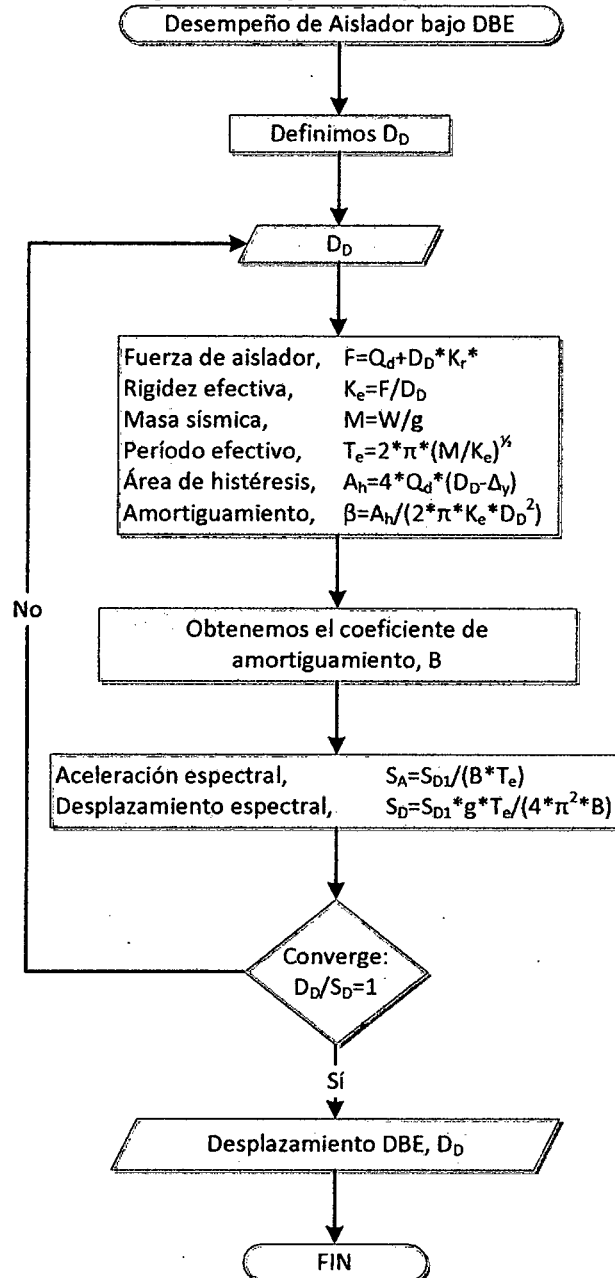 Desempeño de Aislador bajo DBE
Definimos D_D
D_D
Fuerza de aislador, F=Q_d+D_D*K_r*
Rigidez efectiva, K_e=F/D_D
Masa sísmica, M=W/g
Período efectivo, T_e=2*π*(M/K_e)^½
Área de histéresis, A_h=4*Q_d*(D_D-Δ_y)
Amortiguamiento, β=A_h/(2*π*K_e*D_D²)
No
Obtenemos el coeficiente de
amortiguamiento, B
Aceleración espectral, S_A=S_D1/(B*T_e)
Desplazamiento espectral, S_D=S_D1*g*T_e/(4*π²*B)
Converge:
D_D/S_D=1
Sí
Desplazamiento DBE, D_D
FIN